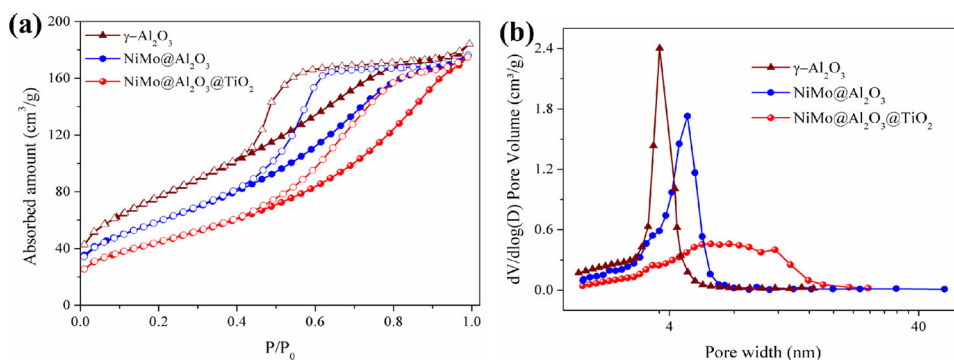 (a)
γ-Al₂O₃
NiMo@Al₂O₃
NiMo@Al₂O₃@TiO₂
Absorbed amount (cm³/g)
200
160
120
80
40
0
0.0 0.2 0.4 0.6 0.8 1.0
P/P₀
(b)
γ-Al₂O₃
NiMo@Al₂O₃
NiMo@Al₂O₃@TiO₂
dV/dlog(D) Pore Volume (cm³/g)
2.4
1.8
1.2
0.6
0.0
4 40
Pore width (nm)